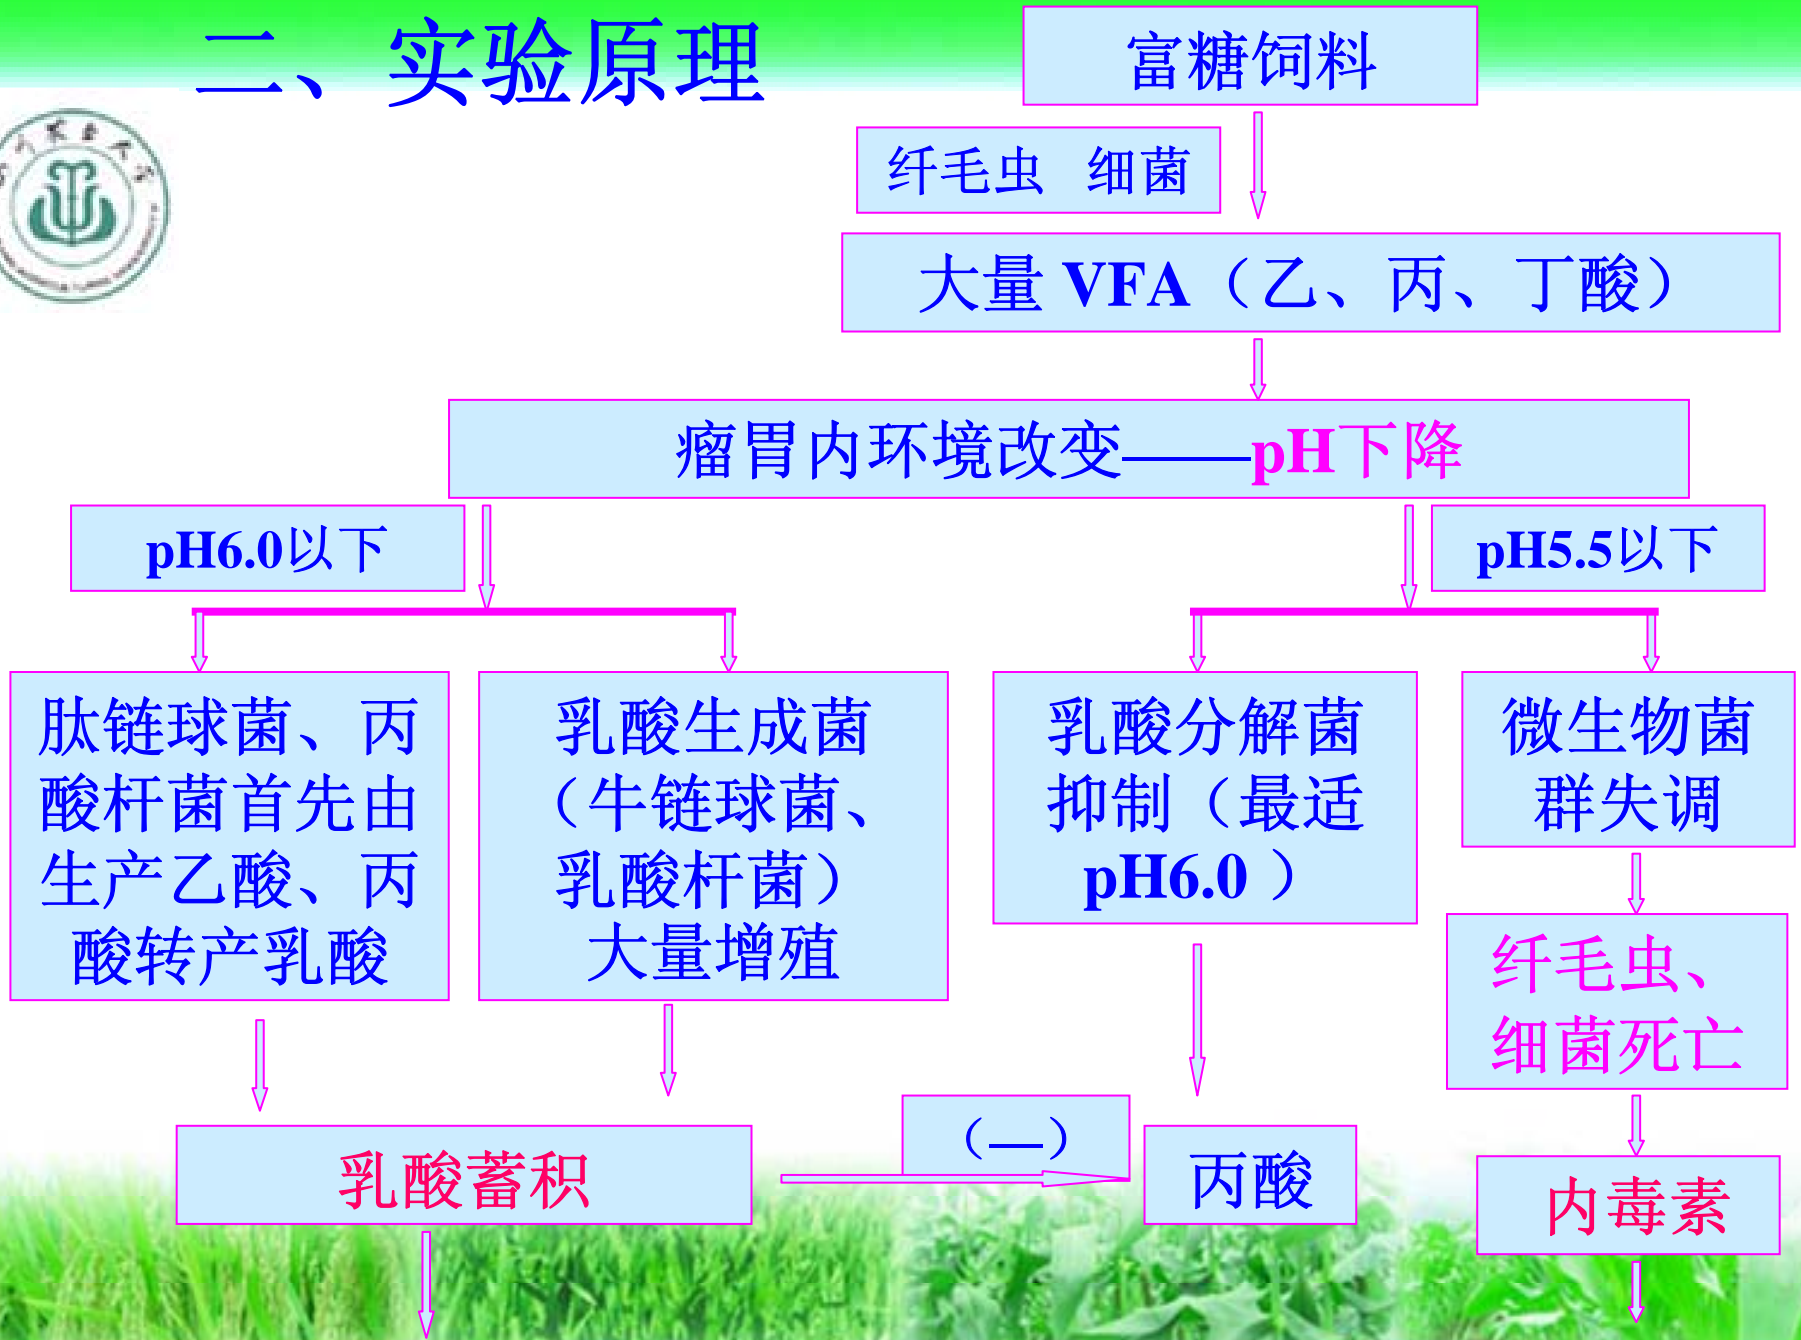 二、实验原理
富糖饲料
纤毛虫 细菌
大量 VFA（乙、丙、丁酸）
瘤胃内环境改变——pH下降
pH6.0以下
pH5.5以下
肽链球菌、丙
酸杆菌首先由
生产乙酸、丙
酸转产乳酸
乳酸生成菌
（牛链球菌、
乳酸杆菌）
大量增殖
乳酸分解菌
抑制（最适
pH6.0 ）
微生物菌
群失调
纤毛虫、
细菌死亡
乳酸蓄积
（—）
丙酸
内毒素